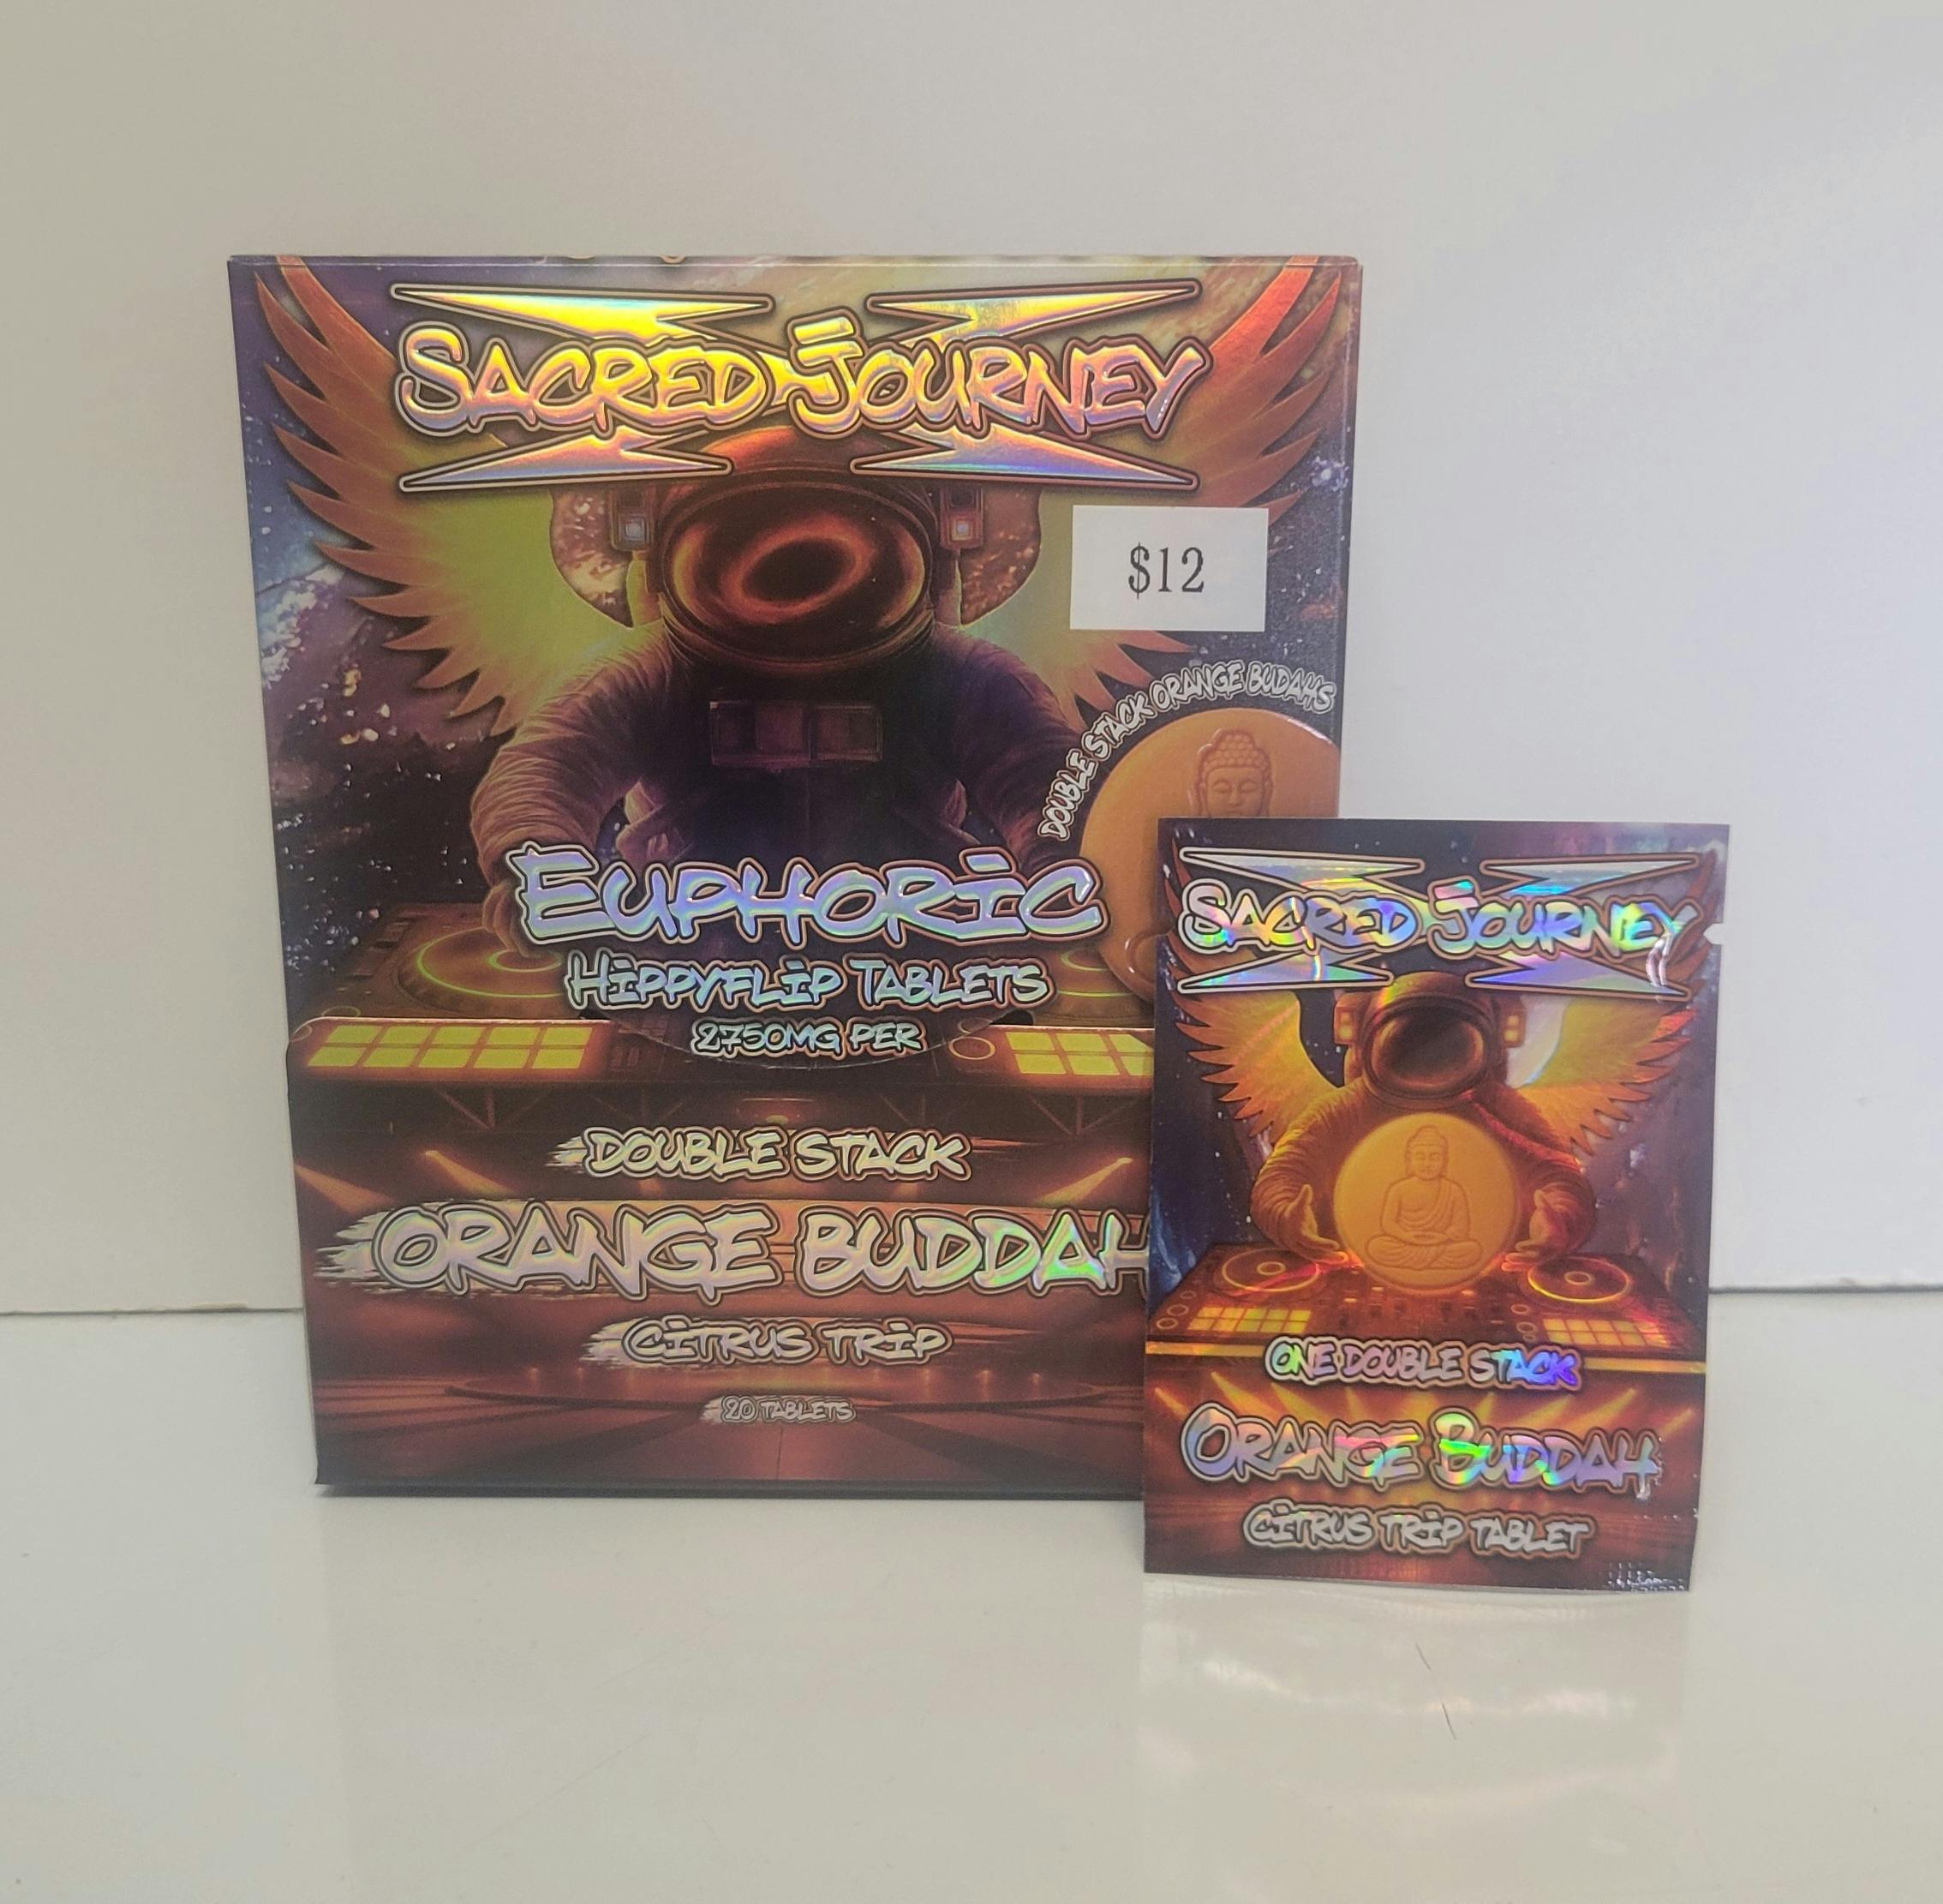 SACRED JOURNEY
$12
DOUBLE STACK ORANGE BUDAHS
EUPHORIC
HIPPYFLIP TABLETS
2750MG PER
DOUBLE STACK
ORANGE BUDDAH
CITRUS TRIP
20 TABLETS
SACRED JOURNEY
ONE DOUBLE STACK
ORANGE BUDDAH
CITRUS TRIP TABLET